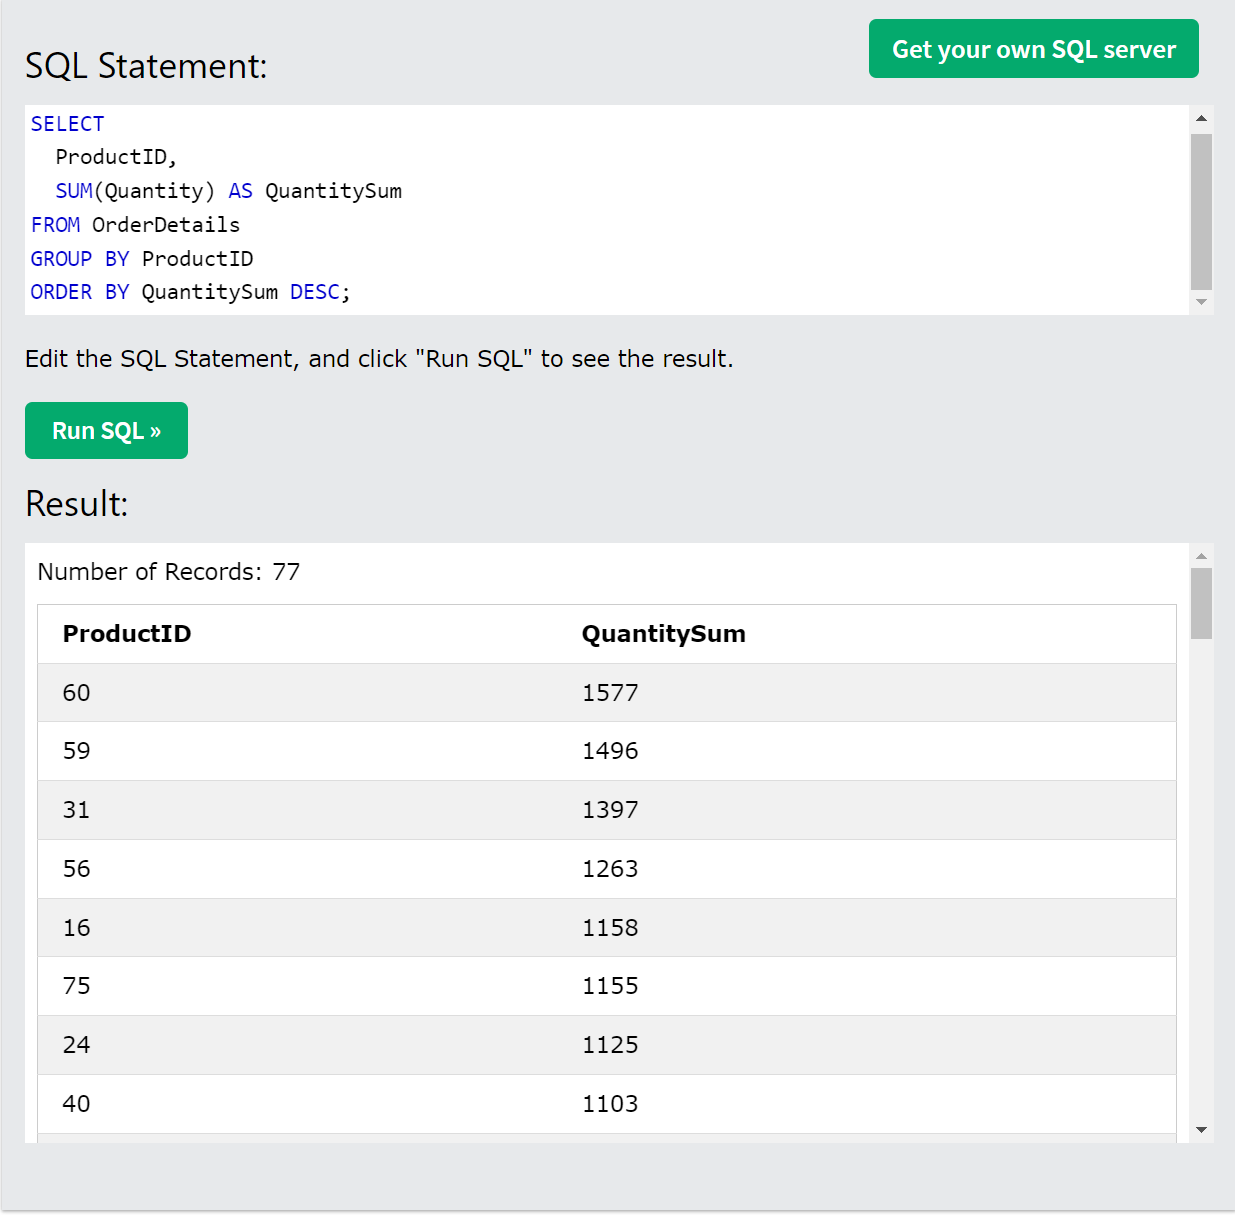 SQL Statement:
Get your own SQL server
SELECT
ProductID,
SUM(Quantity) AS QuantitySum
FROM OrderDetails
GROUP BY ProductID
ORDER BY QuantitySum DESC;
Edit the SQL Statement, and click "Run SQL" to see the result.
Run SQL »
Result:
Number of Records: 77
ProductID QuantitySum
60 1577
59 1496
31 1397
56 1263
16 1158
75 1155
24 1125
40 1103